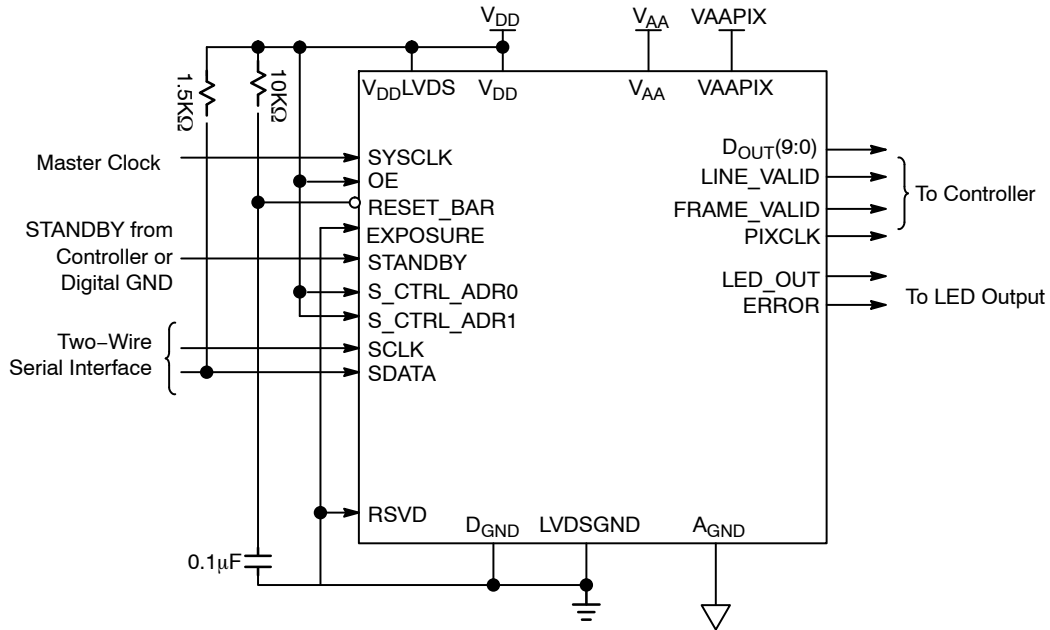 VDD
VAA
VAAPIX
1.5KΩ
10KΩ
VDDLVDS
VDD
VAA
VAAPIX
Master Clock
SYSCLK
OE
RESET_BAR
STANDBY from
Controller or
Digital GND
EXPOSURE
STANDBY
S_CTRL_ADR0
S_CTRL_ADR1
Two−Wire
Serial Interface
SCLK
SDATA
DOUT(9:0)
LINE_VALID
FRAME_VALID
PIXCLK
To Controller
LED_OUT
ERROR
To LED Output
RSVD
DGND
LVDSGND
AGND
0.1μF